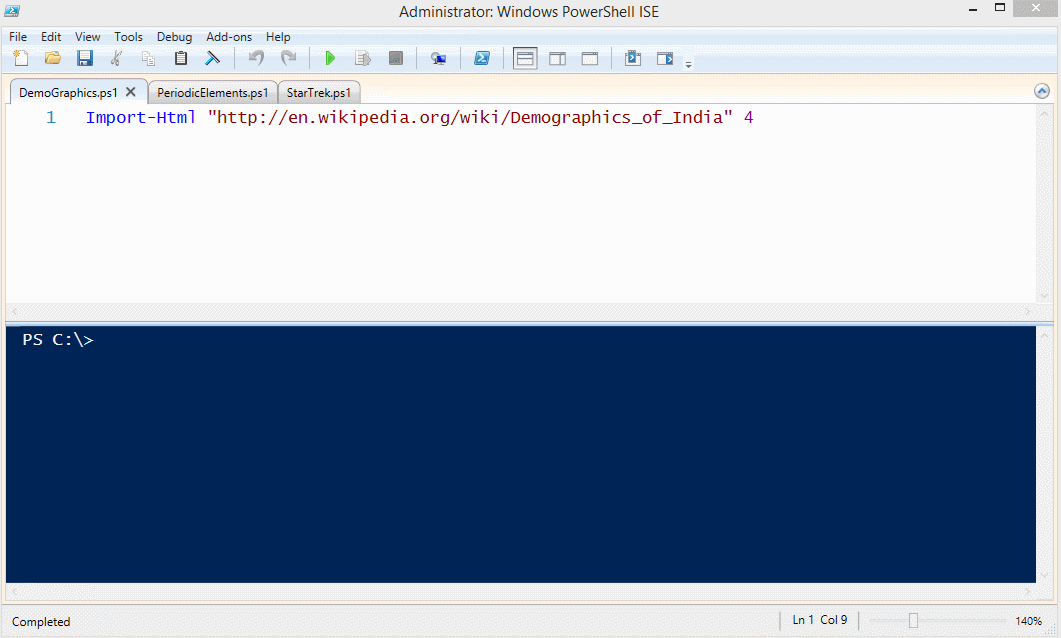 Administrator: Windows PowerShell ISE
File Edit View Tools Debug Add-ons Help
DemoGraphics.ps1 PeriodicElements.ps1 StarTrek.ps1
1 Import-Html "http://en.wikipedia.org/wiki/Demographics_of_India" 4
PS C:\>
Completed Ln 1 Col 9 140%